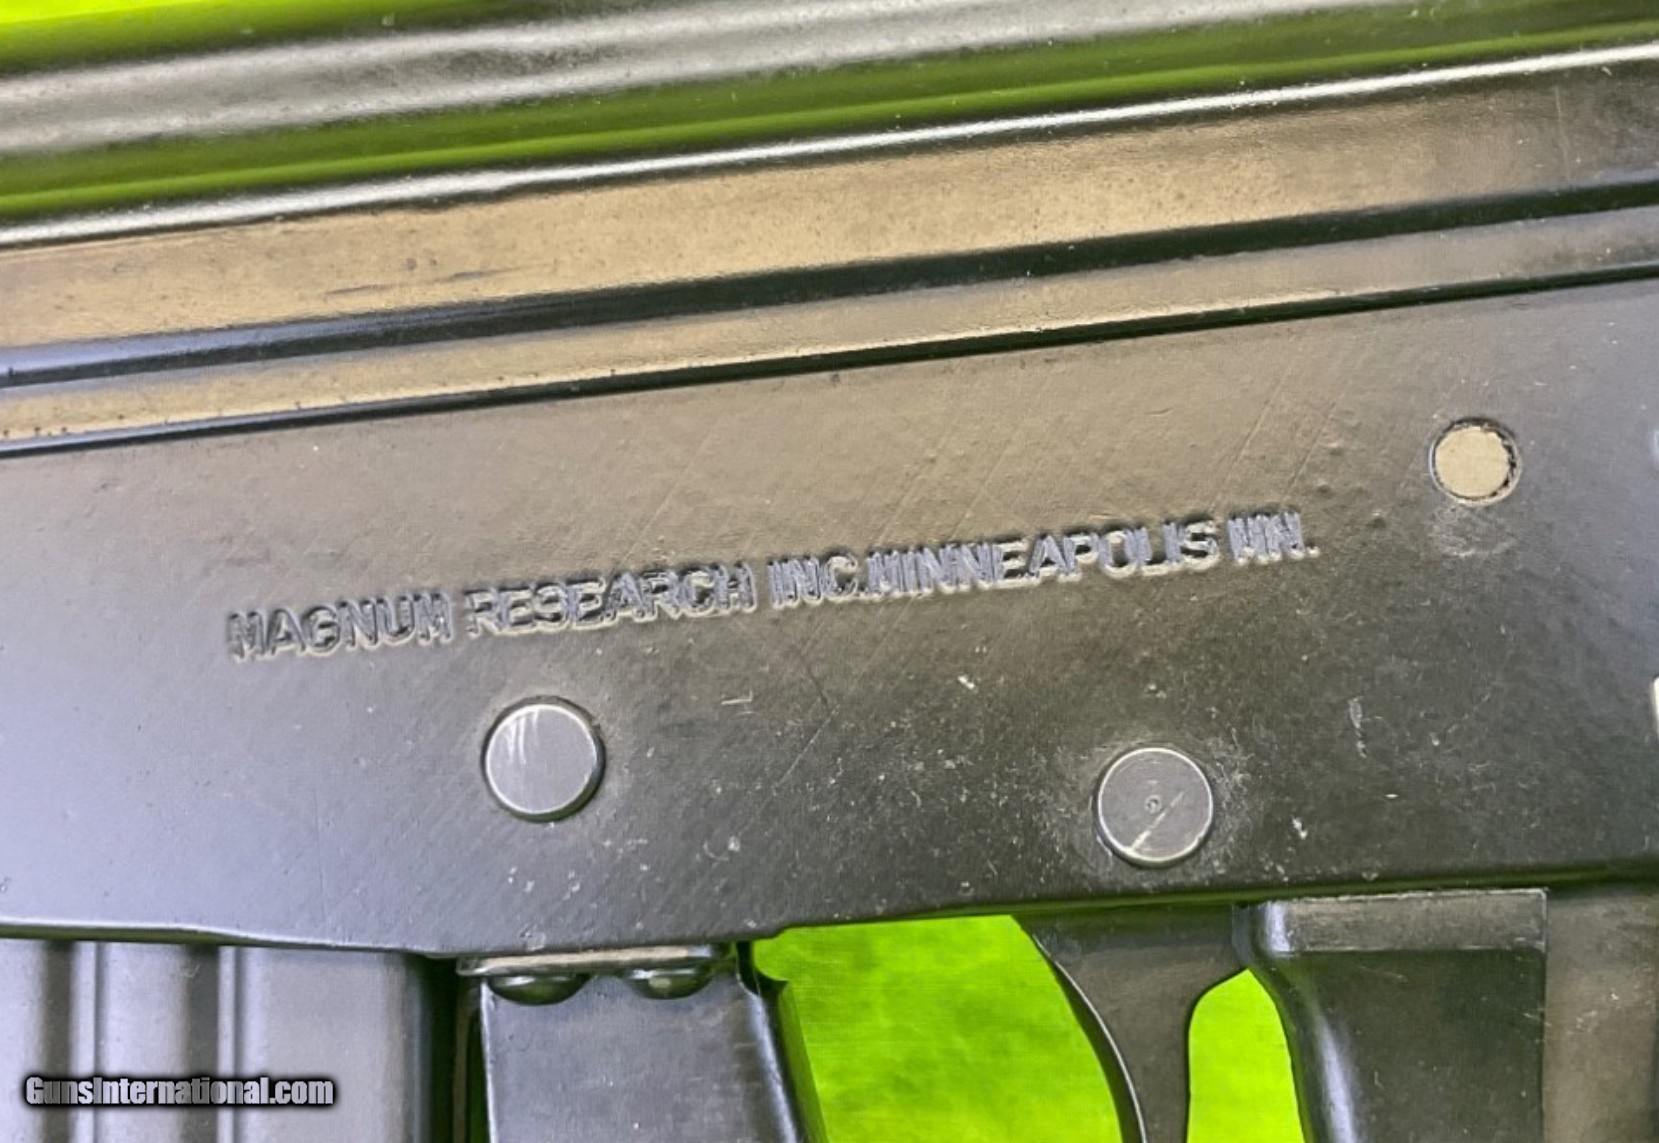 MAGNUM RESEARCH INC.MINNEAPOLIS MN.
GunsInternational.com